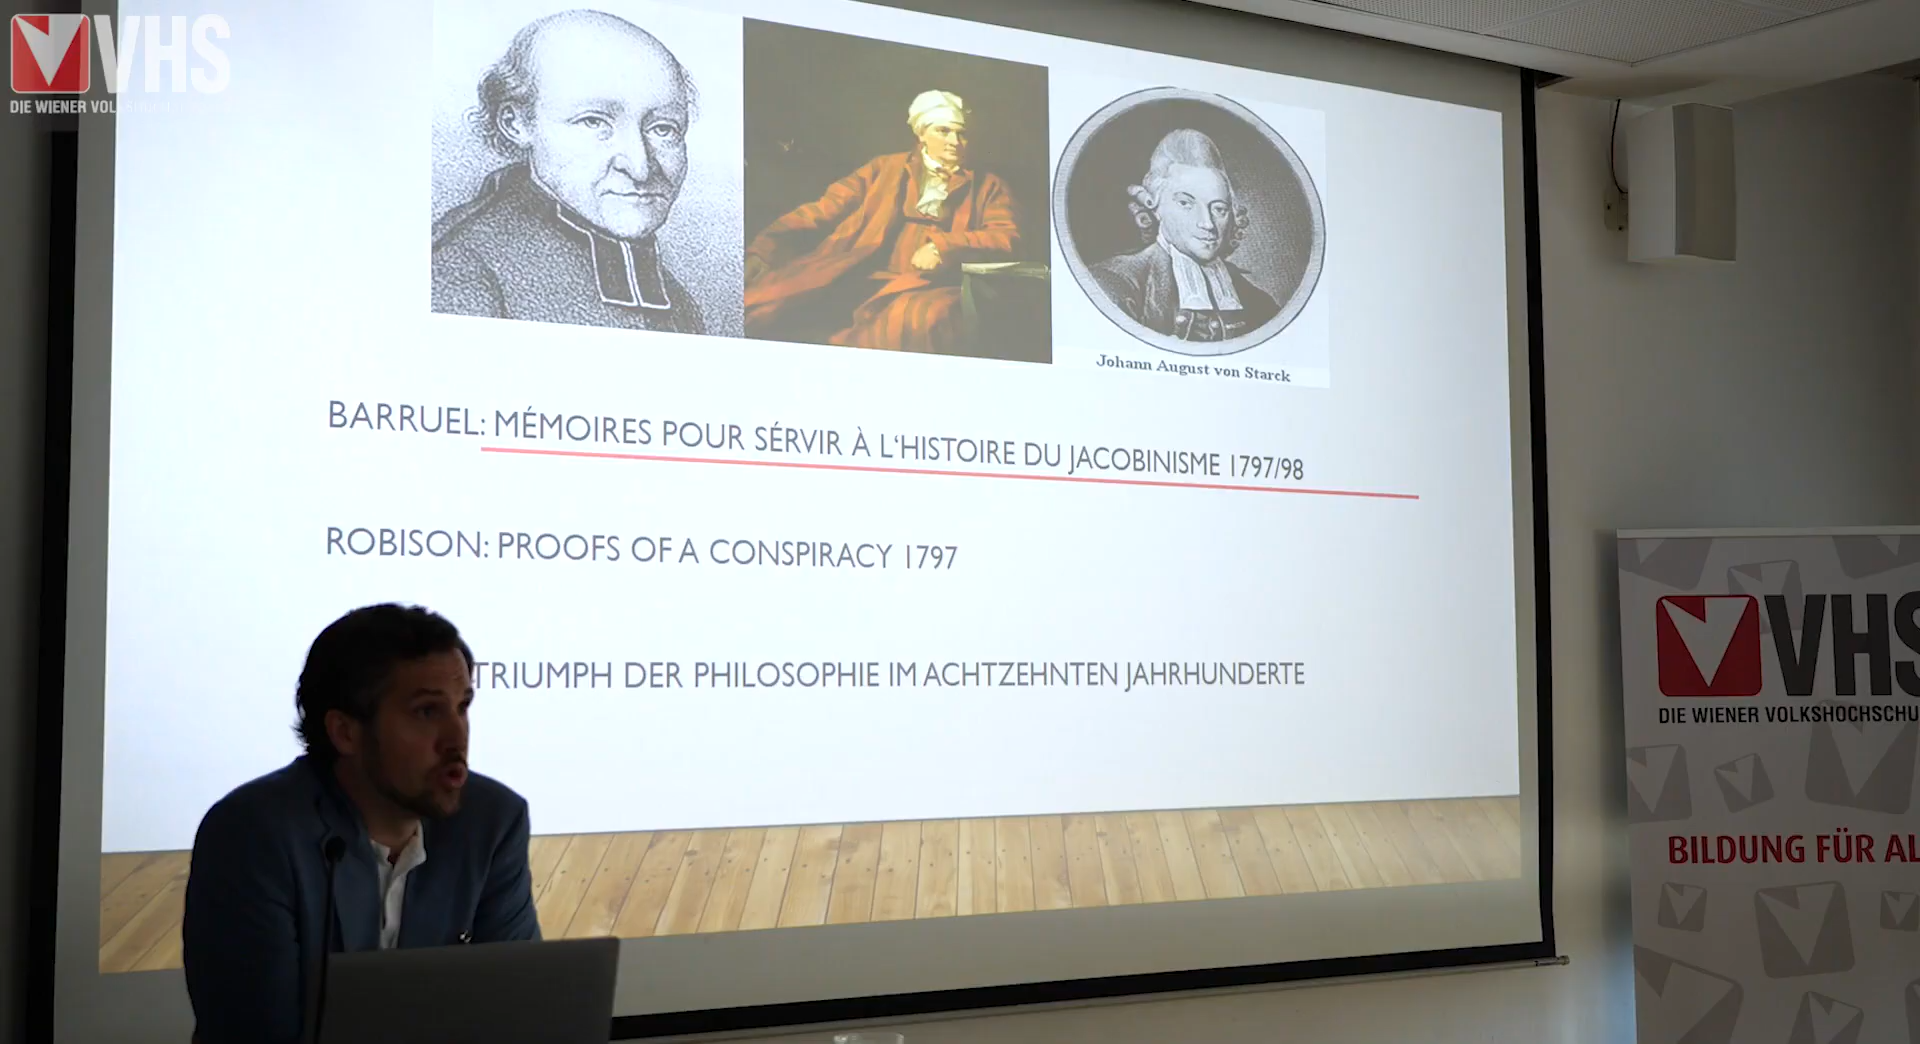 VHS
DIE WIENER VOL
Johann August von Starck
BARRUEL: MÉMOIRES POUR SÉRVIR À L‘HISTOIRE DU JACOBINISME 1797/98
ROBISON: PROOFS OF A CONSPIRACY 1797
TRIUMPH DER PHILOSOPHIE IM ACHTZEHNTEN JAHRHUNDERTE
VHS
DIE WIENER VOLKSHOCHSCHU
BILDUNG FÜR AL